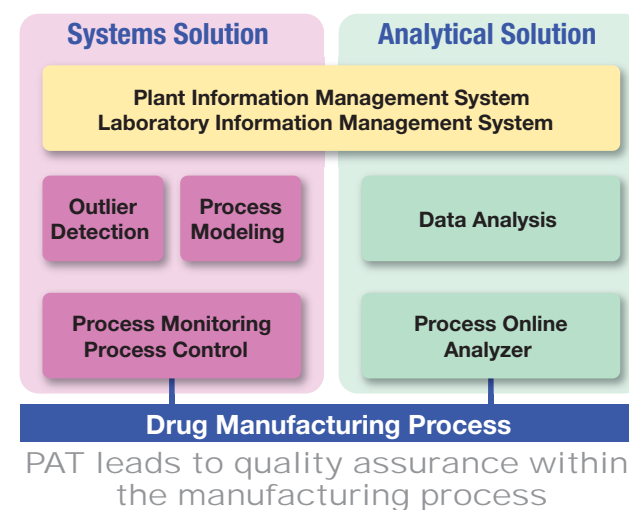 Systems Solution
Analytical Solution
Plant Information Management System
Laboratory Information Management System
Outlier
Detection
Process
Modeling
Data Analysis
Process Monitoring
Process Control
Process Online
Analyzer
Drug Manufacturing Process
PAT leads to quality assurance within
the manufacturing process